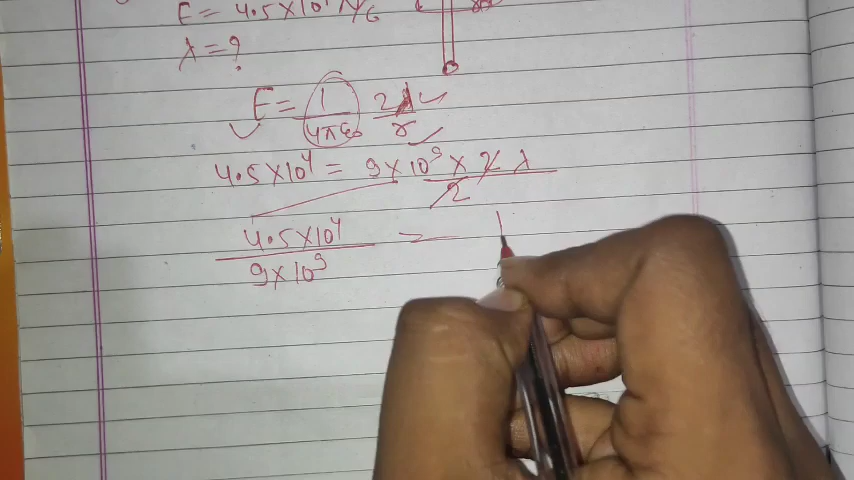 E = 4.5×10⁴ N/C
λ = ?
E = 1/4πε₀ 2λ/r
4.5×10⁴ = 9×10⁹ × 2 λ / 2
4.5×10⁴ / 9×10⁹ =